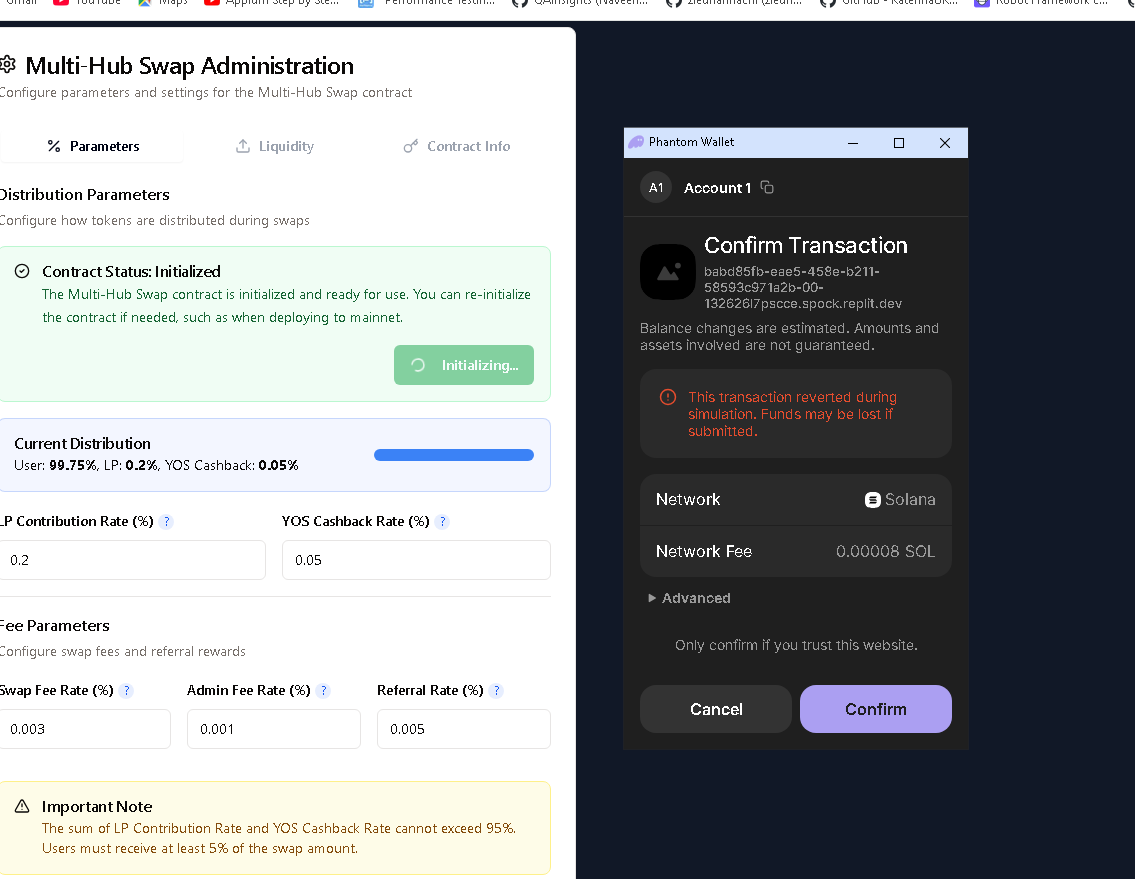 Gmail
YouTube
Maps
Appium Step by Ste...
Performance Testin...
QAInsights (Naveen...
GitHub - KaterinaUK...
Robot Framework c...
Multi-Hub Swap Administration
Configure parameters and settings for the Multi-Hub Swap contract
Parameters
Liquidity
Contract Info
Distribution Parameters
Configure how tokens are distributed during swaps
Contract Status: Initialized
The Multi-Hub Swap contract is initialized and ready for use. You can re-initialize
the contract if needed, such as when deploying to mainnet.
Initializing...
Current Distribution
User: 99.75%, LP: 0.2%, YOS Cashback: 0.05%
LP Contribution Rate (%) ?
YOS Cashback Rate (%) ?
0.2
0.05
Fee Parameters
Configure swap fees and referral rewards
Swap Fee Rate (%) ?
Admin Fee Rate (%) ?
Referral Rate (%) ?
0.003
0.001
0.005
Important Note
The sum of LP Contribution Rate and YOS Cashback Rate cannot exceed 95%.
Users must receive at least 5% of the swap amount.
Phantom Wallet
A1
Account 1
Confirm Transaction
babd85fb-eae5-458e-b211-
58593c971a2b-00-
132626l7pscce.spock.replit.dev
Balance changes are estimated. Amounts and
assets involved are not guaranteed.
This transaction reverted during
simulation. Funds may be lost if
submitted.
Network
Solana
Network Fee
0.00008 SOL
Advanced
Only confirm if you trust this website.
Cancel
Confirm